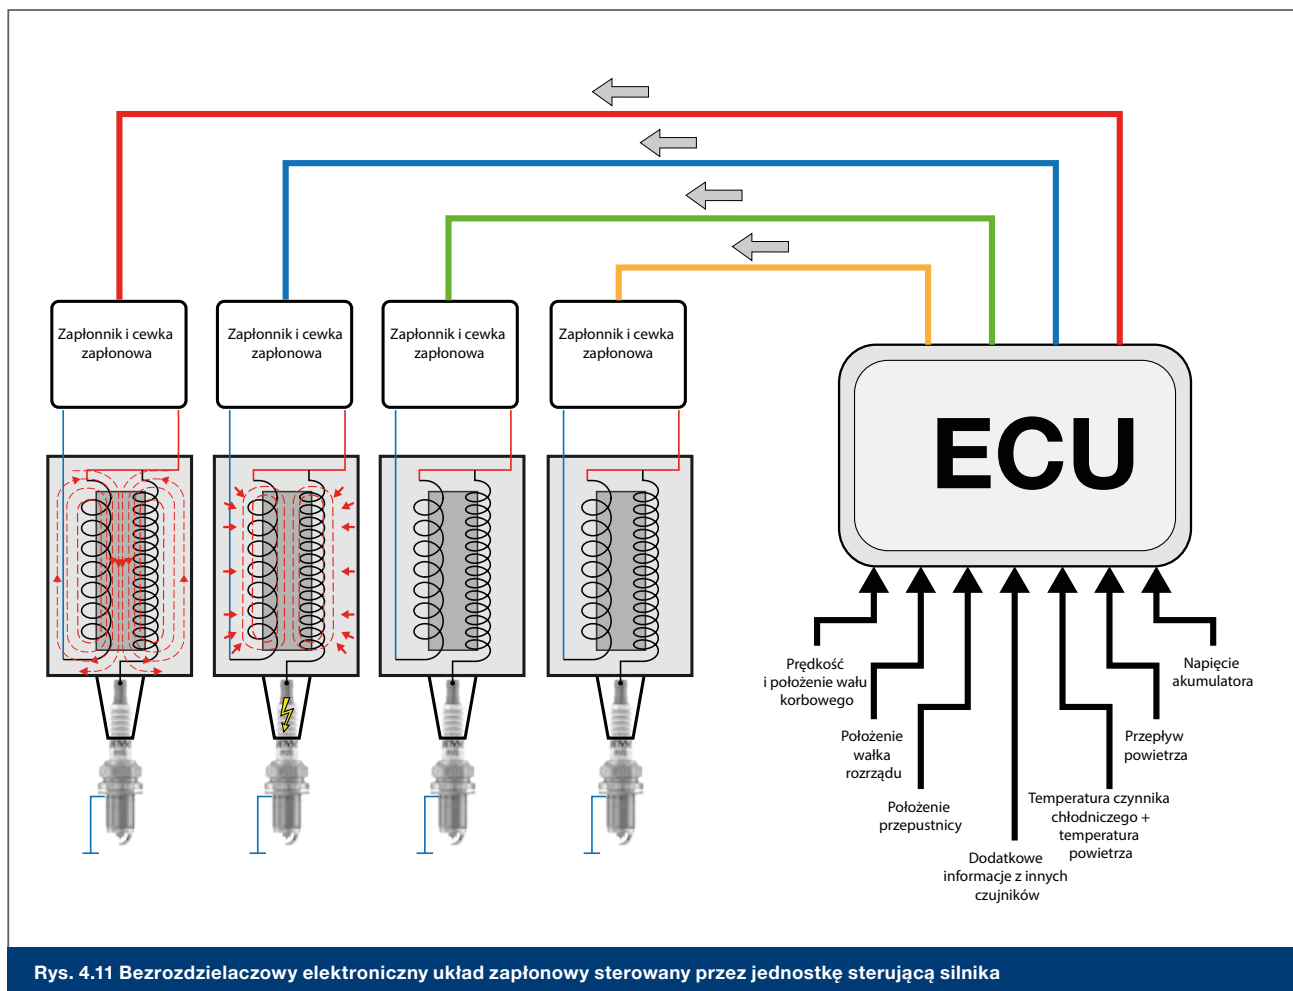 Zapłonnik i cewka
zapłonowa
Zapłonnik i cewka
zapłonowa
Zapłonnik i cewka
zapłonowa
Zapłonnik i cewka
zapłonowa
ECU
Prędkość
i położenie wału
korbowego
Położenie
wałka
rozrządu
Położenie
przepustnicy
Dodatkowe
informacje z innych
czujników
Temperatura czynnika
chłodniczego +
temperatura
powietrza
Przepływ
powietrza
Napięcie
akumulatora
Rys. 4.11 Bezrozdzielaczowy elektroniczny układ zapłonowy sterowany przez jednostkę sterującą silnika